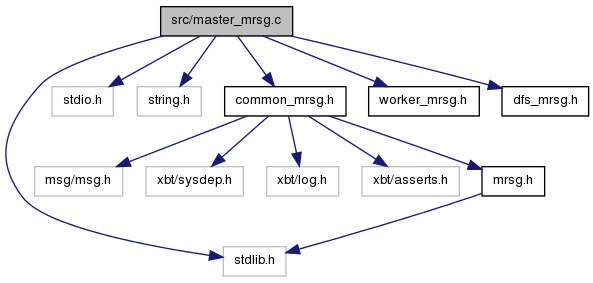 src/master_mrsg.c
stdio.h
string.h
common_mrsg.h
worker_mrsg.h
dfs_mrsg.h
msg/msg.h
xbt/sysdep.h
xbt/log.h
xbt/asserts.h
mrsg.h
stdlib.h